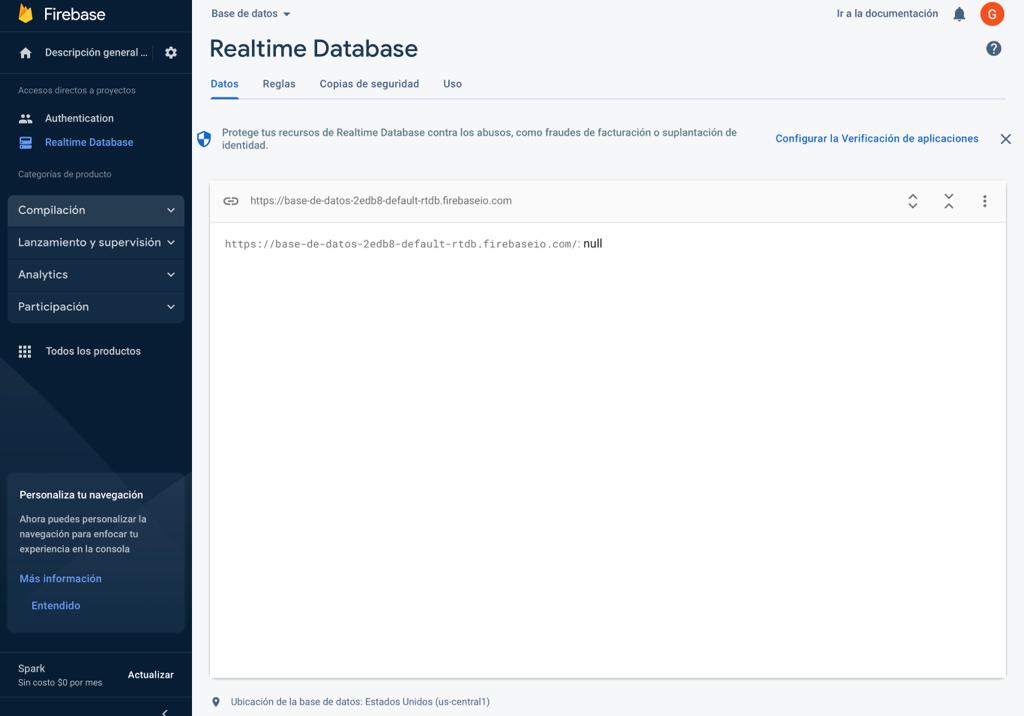 Firebase
Descripción general ...
Accesos directos a proyectos
Authentication
Realtime Database
Categorías de producto
Compilación
Lanzamiento y supervisión
Analytics
Participación
Todos los productos
Personaliza tu navegación
Ahora puedes personalizar la
navegación para enfocar tu
experiencia en la consola
Más información
Entendido
Spark
Sin costo $0 por mes
Actualizar
Base de datos
Ir a la documentación
G
Realtime Database
?
Datos Reglas Copias de seguridad Uso
Protege tus recursos de Realtime Database contra los abusos, como fraudes de facturación o suplantación de
identidad.
Configurar la Verificación de aplicaciones
https://base-de-datos-2edb8-default-rtdb.firebaseio.com
https://base-de-datos-2edb8-default-rtdb.firebaseio.com/: null
Ubicación de la base de datos: Estados Unidos (us-central1)